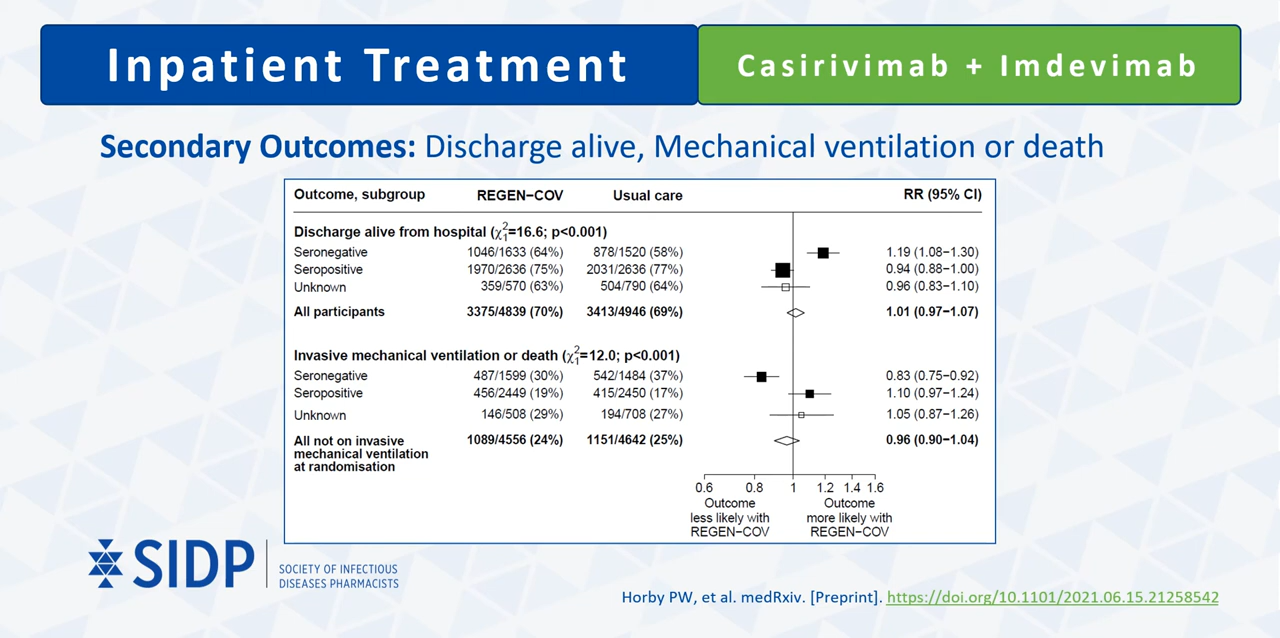 Inpatient Treatment
Casirivimab + Imdevimab
Secondary Outcomes: Discharge alive, Mechanical ventilation or death
Outcome, subgroup REGEN−COV Usual care RR (95% CI)
Discharge alive from hospital (χ²₁=16.6; p<0.001)
Seronegative 1046/1633 (64%) 878/1520 (58%) 1.19 (1.08−1.30)
Seropositive 1970/2636 (75%) 2031/2636 (77%) 0.94 (0.88−1.00)
Unknown 359/570 (63%) 504/790 (64%) 0.96 (0.83−1.10)
All participants 3375/4839 (70%) 3413/4946 (69%) 1.01 (0.97−1.07)
Invasive mechanical ventilation or death (χ²₁=12.0; p<0.001)
Seronegative 487/1599 (30%) 542/1484 (37%) 0.83 (0.75−0.92)
Seropositive 456/2449 (19%) 415/2450 (17%) 1.10 (0.97−1.24)
Unknown 146/508 (29%) 194/708 (27%) 1.05 (0.87−1.26)
All not on invasive 1089/4556 (24%) 1151/4642 (25%) 0.96 (0.90−1.04)
mechanical ventilation
at randomisation
0.6 0.8 1 1.2 1.4 1.6
Outcome
less likely with
REGEN−COV
Outcome
more likely with
REGEN−COV
SIDP
SOCIETY OF INFECTIOUS
DISEASES PHARMACISTS
Horby PW, et al. medRxiv. [Preprint]. https://doi.org/10.1101/2021.06.15.21258542